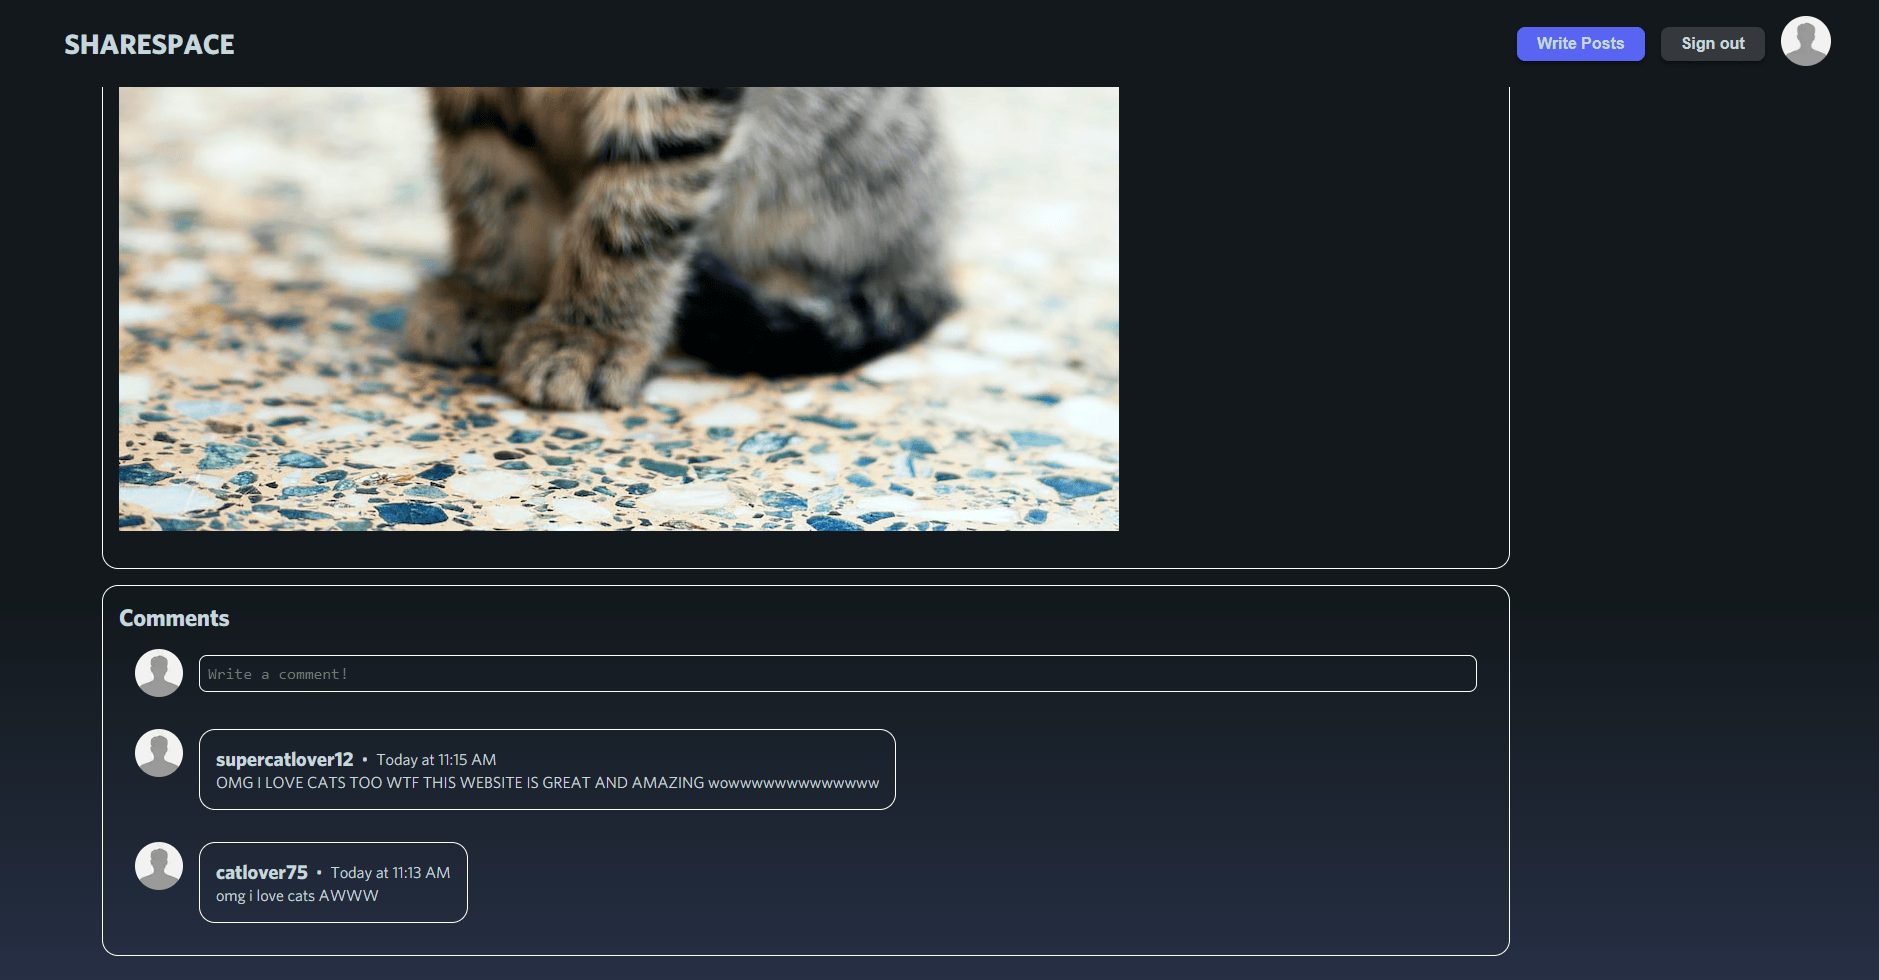 SHARESPACE
Write Posts
Sign out
Comments
Write a comment!
supercatlover12 • Today at 11:15 AM
OMG I LOVE CATS TOO WTF THIS WEBSITE IS GREAT AND AMAZING wowwwwwwwwwwwwww
catlover75 • Today at 11:13 AM
omg i love cats AWWW